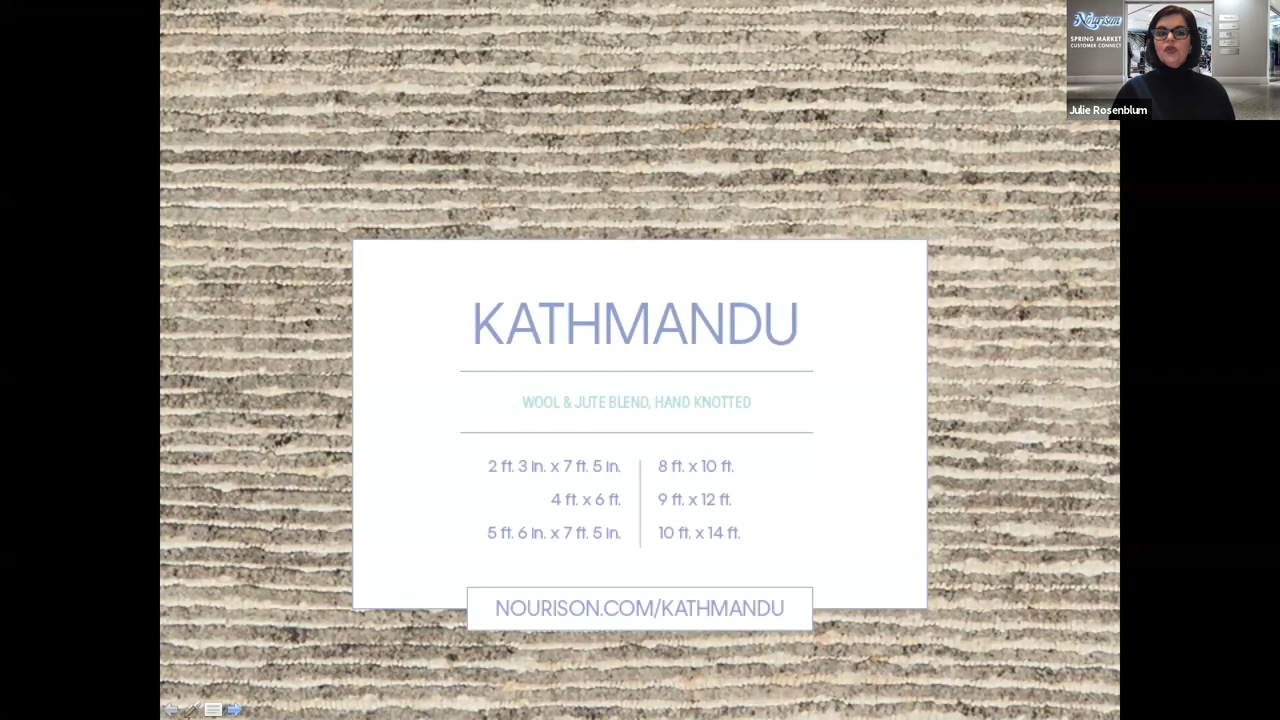 Nourison
SPRING MARKET
CUSTOMER CONNECT
Julie Rosenblum
KATHMANDU
WOOL & JUTE BLEND, HAND KNOTTED
2 ft. 3 in. x 7 ft. 5 in.
4 ft. x 6 ft.
5 ft. 6 in. x 7 ft. 5 in.
8 ft. x 10 ft.
9 ft. x 12 ft.
10 ft. x 14 ft.
NOURISON.COM/KATHMANDU